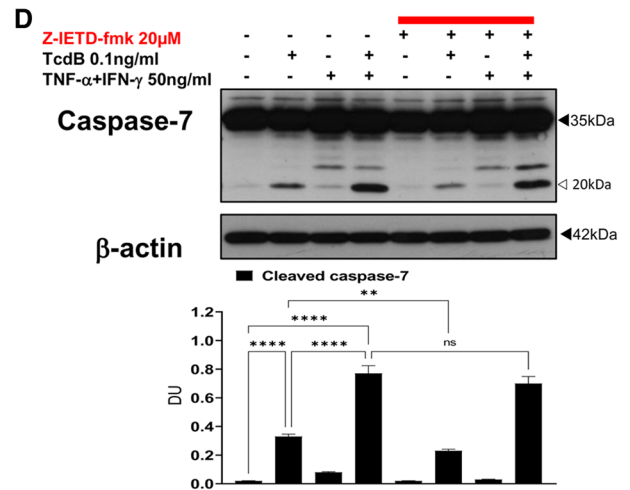 D
Z-IETD-fmk 20µM - - - - + + + +
TcdB 0.1ng/ml - + - + - + - +
TNF-α+IFN-γ 50ng/ml - - + + - - + +
Caspase-7
◀35kDa
◁ 20kDa
β-actin
◀42kDa
Cleaved caspase-7
**
****
ns
**** ****
DU
1.2
1.0
0.8
0.6
0.4
0.2
0.0